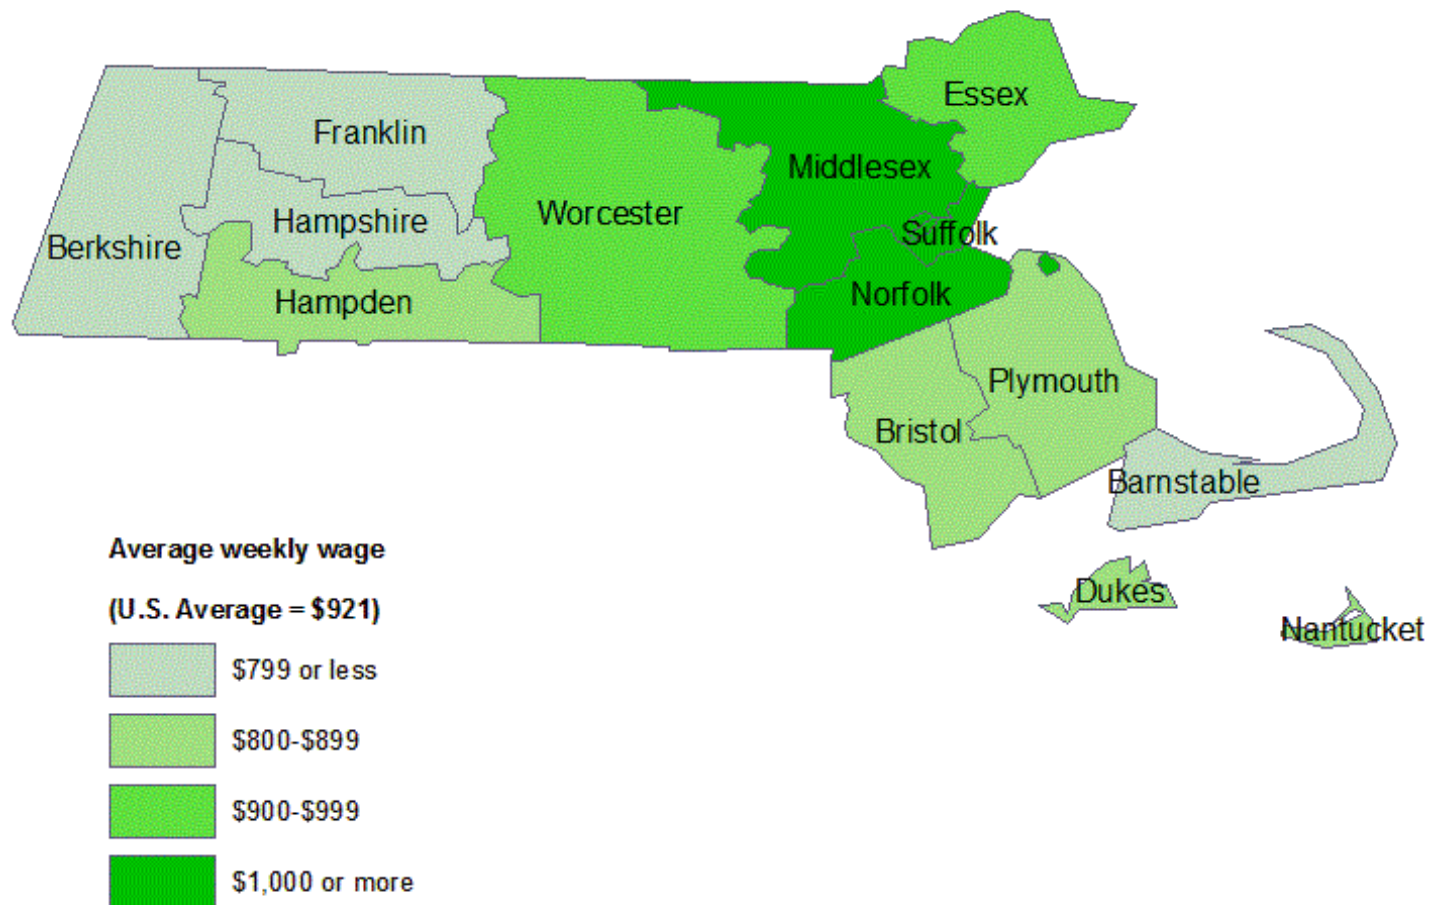 Essex
Franklin
Middlesex
Hampshire
Worcester
Suffolk
Berkshire
Hampden
Norfolk
Plymouth
Bristol
Barnstable
Average weekly wage
Dukes
(U.S. Average = $921)
Nantucket
$799 or less
$800-$899
$900-$999
$1,000 or more